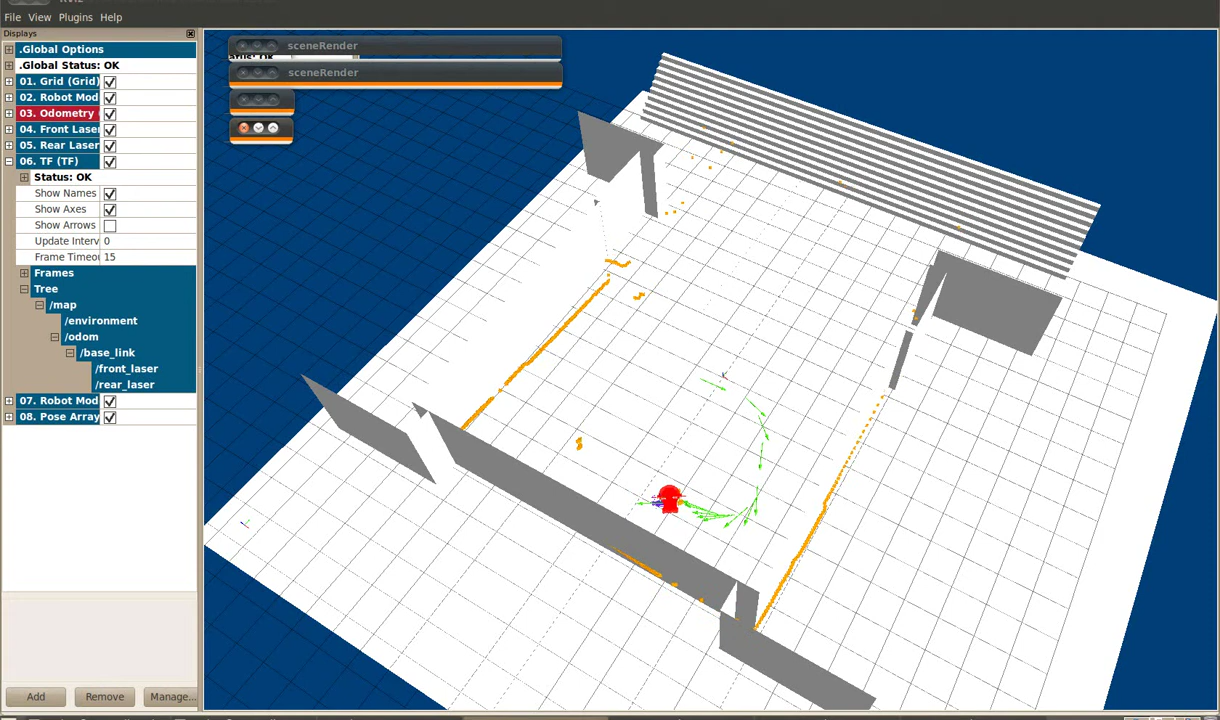 File View Plugins Help
Displays
.Global Options
.Global Status: OK
01. Grid (Grid)
02. Robot Mod
03. Odometry
04. Front Laser
05. Rear Laser
06. TF (TF)
Status: OK
Show Names
Show Axes
Show Arrows
Update Interv 0
Frame Timeo 15
Frames
Tree
/map
/environment
/odom
/base_link
/front_laser
/rear_laser
07. Robot Mod
08. Pose Array
Add Remove Manage...
sceneRender
sceneRender